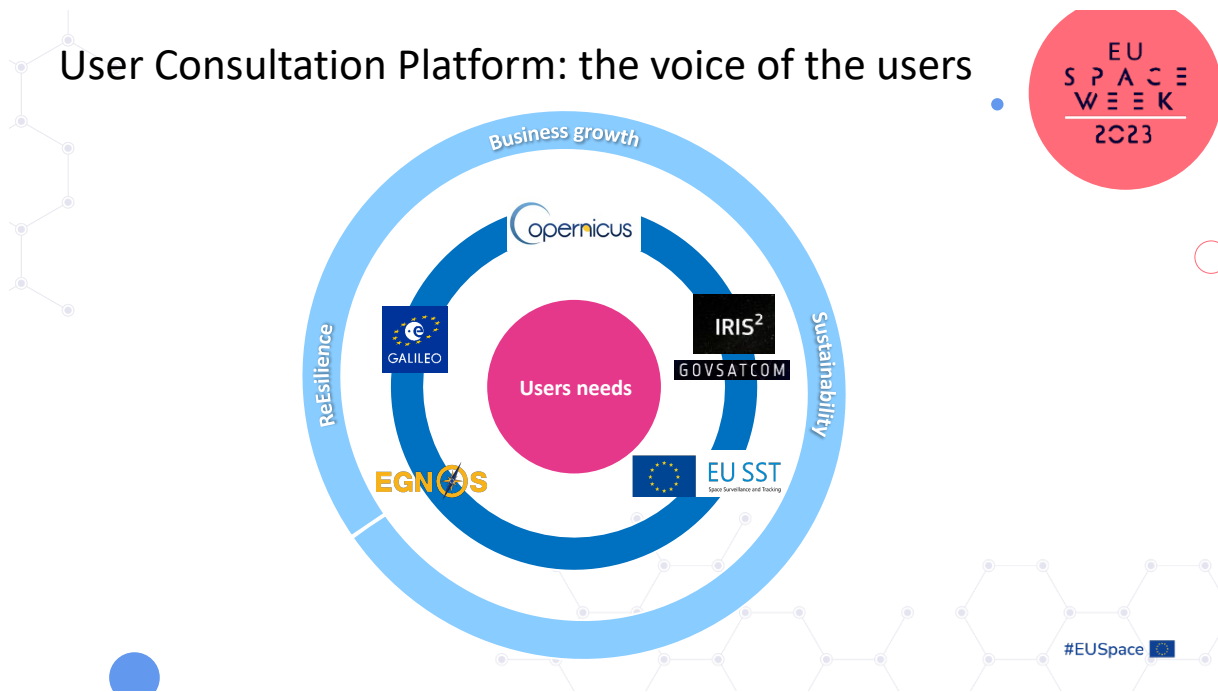 User Consultation Platform: the voice of the users
EU
SPACE
WEEK
2023
Business growth
opernicus
IRIS²
GOVSATCOM
GALILEO
ReEsilience
Sustainability
Users needs
EGNOS
EU SST
Space Surveillance and Tracking
#EUSpace